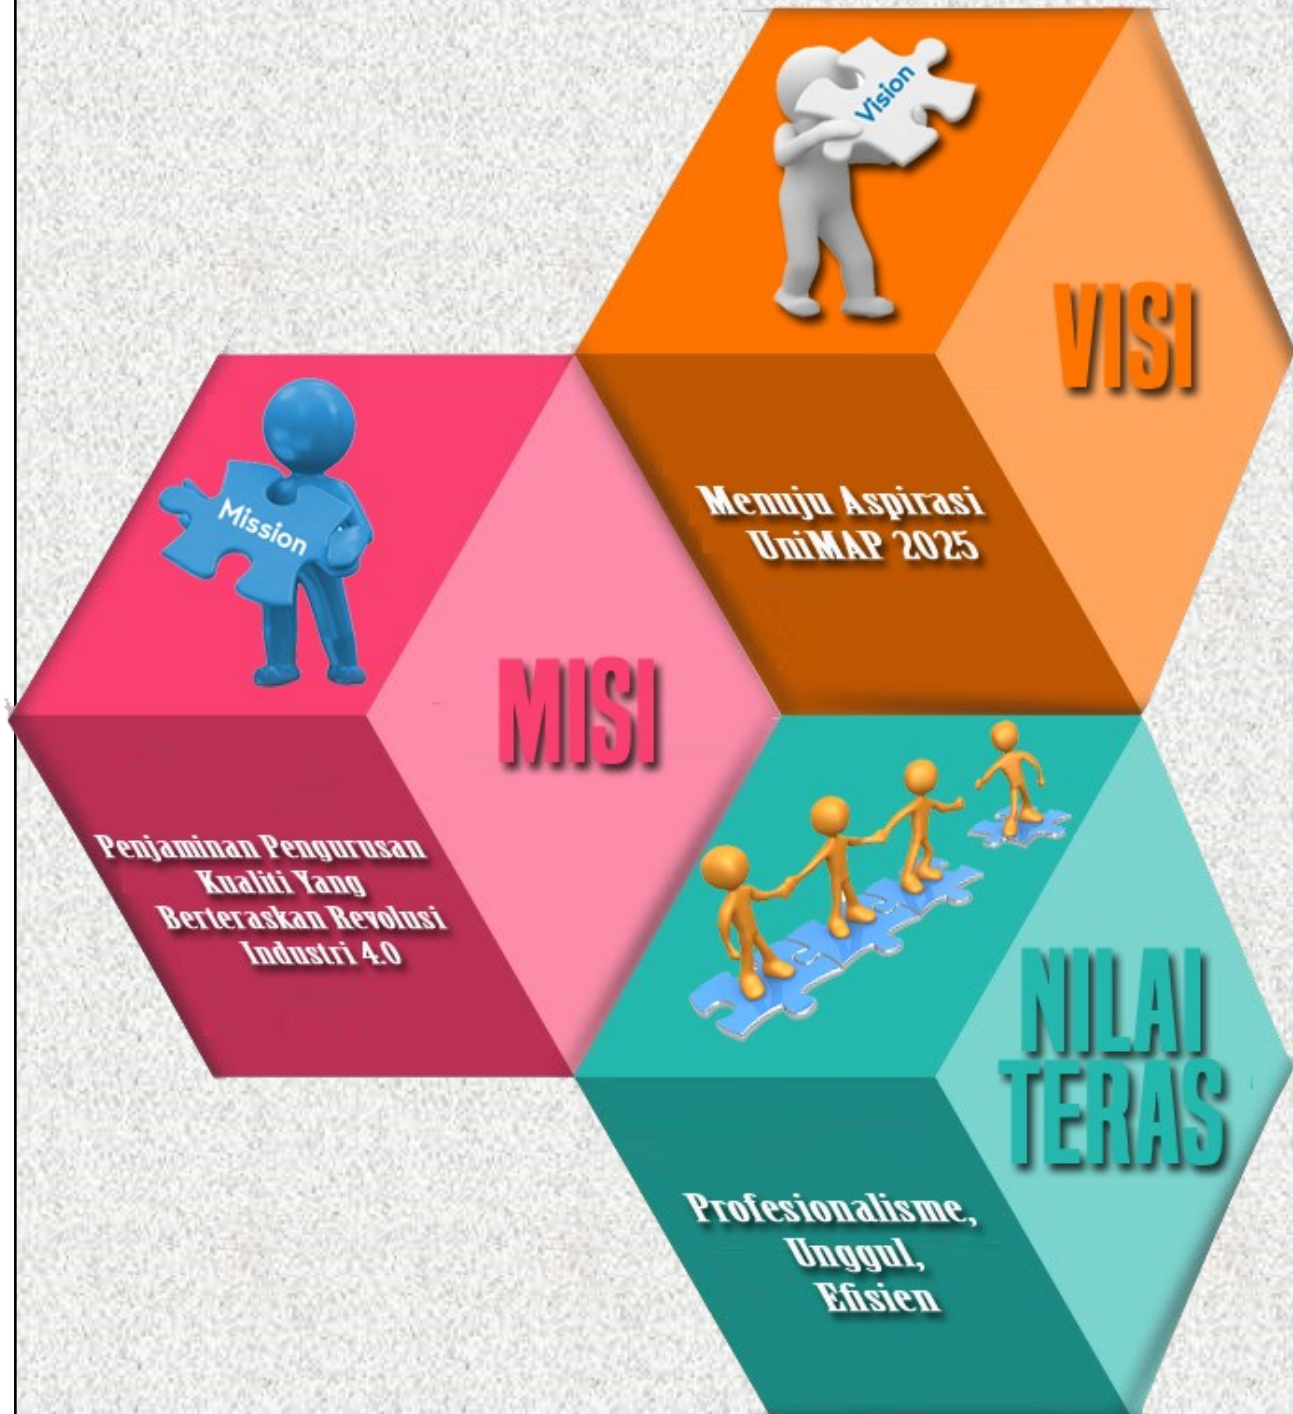 Vision
VISI
Menuju Aspirasi
UniMAP 2025
Mission
MISI
Penjaminan Pengurusan
Kualiti Yang
Berteraskan Revolusi
Industri 4.0
NILAI
TERAS
Profesionalisme,
Unggul,
Efisien